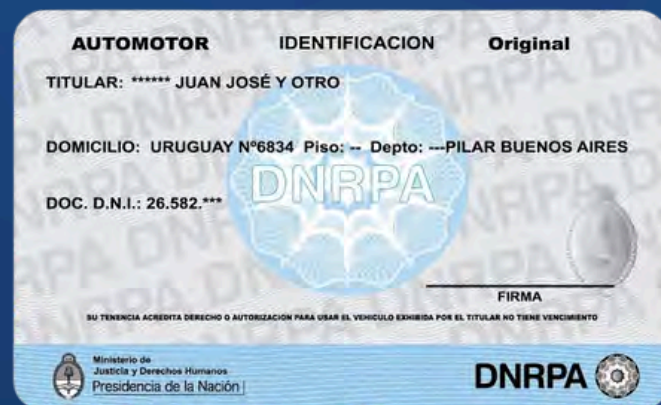 AUTOMOTOR IDENTIFICACION Original
TITULAR: ****** JUAN JOSÉ Y OTRO
DOMICILIO: URUGUAY Nº6834 Piso: -- Depto: ---PILAR BUENOS AIRES
DNRPA
DOC. D.N.I.: 26.582.***
FIRMA
SU TENENCIA ACREDITA DERECHO O AUTORIZACION PARA USAR EL VEHICULO EXHIBIDA POR EL TITULAR NO TIENE VENCIMIENTO
Ministerio de
Justicia y Derechos Humanos
Presidencia de la Nación
DNRPA